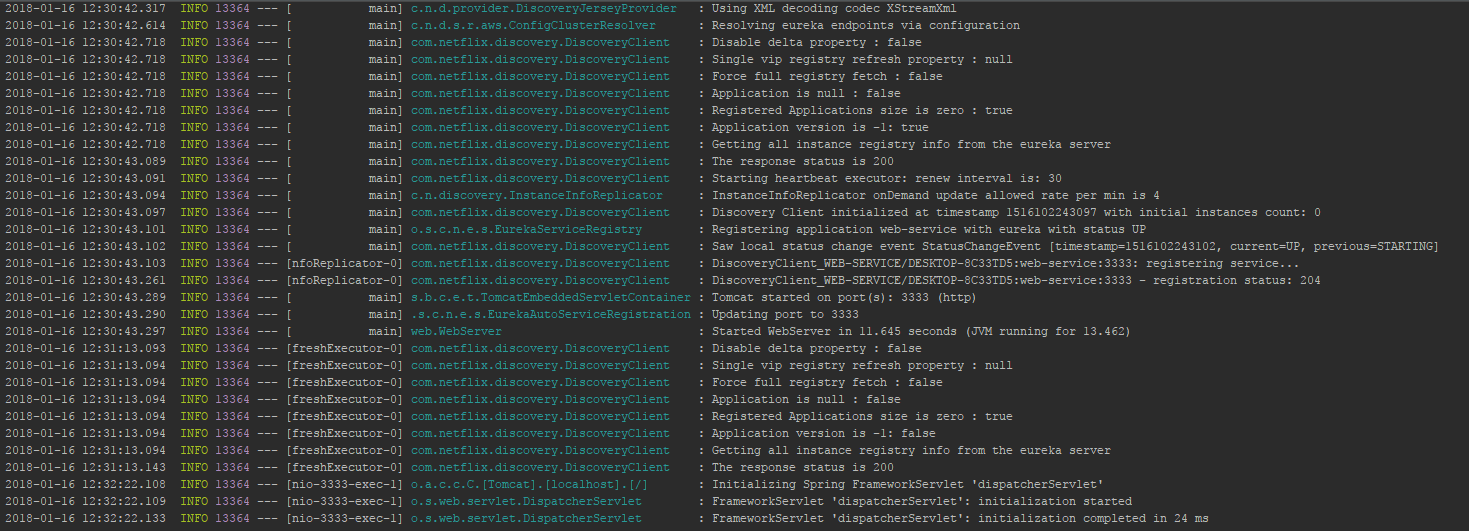 2018-01-16 12:30:42.317  INFO 13364 --- [           main] c.n.d.provider.DiscoveryJerseyProvider   : Using XML decoding codec XStreamXml
2018-01-16 12:30:42.614  INFO 13364 --- [           main] c.n.d.s.r.aws.ConfigClusterResolver      : Resolving eureka endpoints via configuration
2018-01-16 12:30:42.718  INFO 13364 --- [           main] com.netflix.discovery.DiscoveryClient    : Disable delta property : false
2018-01-16 12:30:42.718  INFO 13364 --- [           main] com.netflix.discovery.DiscoveryClient    : Single vip registry refresh property : null
2018-01-16 12:30:42.718  INFO 13364 --- [           main] com.netflix.discovery.DiscoveryClient    : Force full registry fetch : false
2018-01-16 12:30:42.718  INFO 13364 --- [           main] com.netflix.discovery.DiscoveryClient    : Application is null : false
2018-01-16 12:30:42.718  INFO 13364 --- [           main] com.netflix.discovery.DiscoveryClient    : Registered Applications size is zero : true
2018-01-16 12:30:42.718  INFO 13364 --- [           main] com.netflix.discovery.DiscoveryClient    : Application version is -1: true
2018-01-16 12:30:42.718  INFO 13364 --- [           main] com.netflix.discovery.DiscoveryClient    : Getting all instance registry info from the eureka server
2018-01-16 12:30:43.089  INFO 13364 --- [           main] com.netflix.discovery.DiscoveryClient    : The response status is 200
2018-01-16 12:30:43.091  INFO 13364 --- [           main] com.netflix.discovery.DiscoveryClient    : Starting heartbeat executor: renew interval is: 30
2018-01-16 12:30:43.094  INFO 13364 --- [           main] c.n.discovery.InstanceInfoReplicator     : InstanceInfoReplicator onDemand update allowed rate per min is 4
2018-01-16 12:30:43.097  INFO 13364 --- [           main] com.netflix.discovery.DiscoveryClient    : Discovery Client initialized at timestamp 1516102243097 with initial instances count: 0
2018-01-16 12:30:43.101  INFO 13364 --- [           main] o.s.c.n.e.s.EurekaServiceRegistry        : Registering application web-service with eureka with status UP
2018-01-16 12:30:43.102  INFO 13364 --- [           main] com.netflix.discovery.DiscoveryClient    : Saw local status change event StatusChangeEvent [timestamp=1516102243102, current=UP, previous=STARTING]
2018-01-16 12:30:43.103  INFO 13364 --- [nfoReplicator-0] com.netflix.discovery.DiscoveryClient    : DiscoveryClient_WEB-SERVICE/DESKTOP-8C33TD5:web-service:3333: registering service...
2018-01-16 12:30:43.261  INFO 13364 --- [nfoReplicator-0] com.netflix.discovery.DiscoveryClient    : DiscoveryClient_WEB-SERVICE/DESKTOP-8C33TD5:web-service:3333 - registration status: 204
2018-01-16 12:30:43.289  INFO 13364 --- [           main] s.b.c.e.t.TomcatEmbeddedServletContainer : Tomcat started on port(s): 3333 (http)
2018-01-16 12:30:43.290  INFO 13364 --- [           main] .s.c.n.e.s.EurekaAutoServiceRegistration : Updating port to 3333
2018-01-16 12:30:43.297  INFO 13364 --- [           main] web.WebServer                            : Started WebServer in 11.645 seconds (JVM running for 13.462)
2018-01-16 12:31:13.093  INFO 13364 --- [freshExecutor-0] com.netflix.discovery.DiscoveryClient    : Disable delta property : false
2018-01-16 12:31:13.094  INFO 13364 --- [freshExecutor-0] com.netflix.discovery.DiscoveryClient    : Single vip registry refresh property : null
2018-01-16 12:31:13.094  INFO 13364 --- [freshExecutor-0] com.netflix.discovery.DiscoveryClient    : Force full registry fetch : false
2018-01-16 12:31:13.094  INFO 13364 --- [freshExecutor-0] com.netflix.discovery.DiscoveryClient    : Application is null : false
2018-01-16 12:31:13.094  INFO 13364 --- [freshExecutor-0] com.netflix.discovery.DiscoveryClient    : Registered Applications size is zero : true
2018-01-16 12:31:13.094  INFO 13364 --- [freshExecutor-0] com.netflix.discovery.DiscoveryClient    : Application version is -1: false
2018-01-16 12:31:13.094  INFO 13364 --- [freshExecutor-0] com.netflix.discovery.DiscoveryClient    : Getting all instance registry info from the eureka server
2018-01-16 12:31:13.143  INFO 13364 --- [freshExecutor-0] com.netflix.discovery.DiscoveryClient    : The response status is 200
2018-01-16 12:32:22.108  INFO 13364 --- [nio-3333-exec-1] o.a.c.c.C.[Tomcat].[localhost].[/]       : Initializing Spring FrameworkServlet 'dispatcherServlet'
2018-01-16 12:32:22.109  INFO 13364 --- [nio-3333-exec-1] o.s.web.servlet.DispatcherServlet        : FrameworkServlet 'dispatcherServlet': initialization started
2018-01-16 12:32:22.133  INFO 13364 --- [nio-3333-exec-1] o.s.web.servlet.DispatcherServlet        : FrameworkServlet 'dispatcherServlet': initialization completed in 24 ms